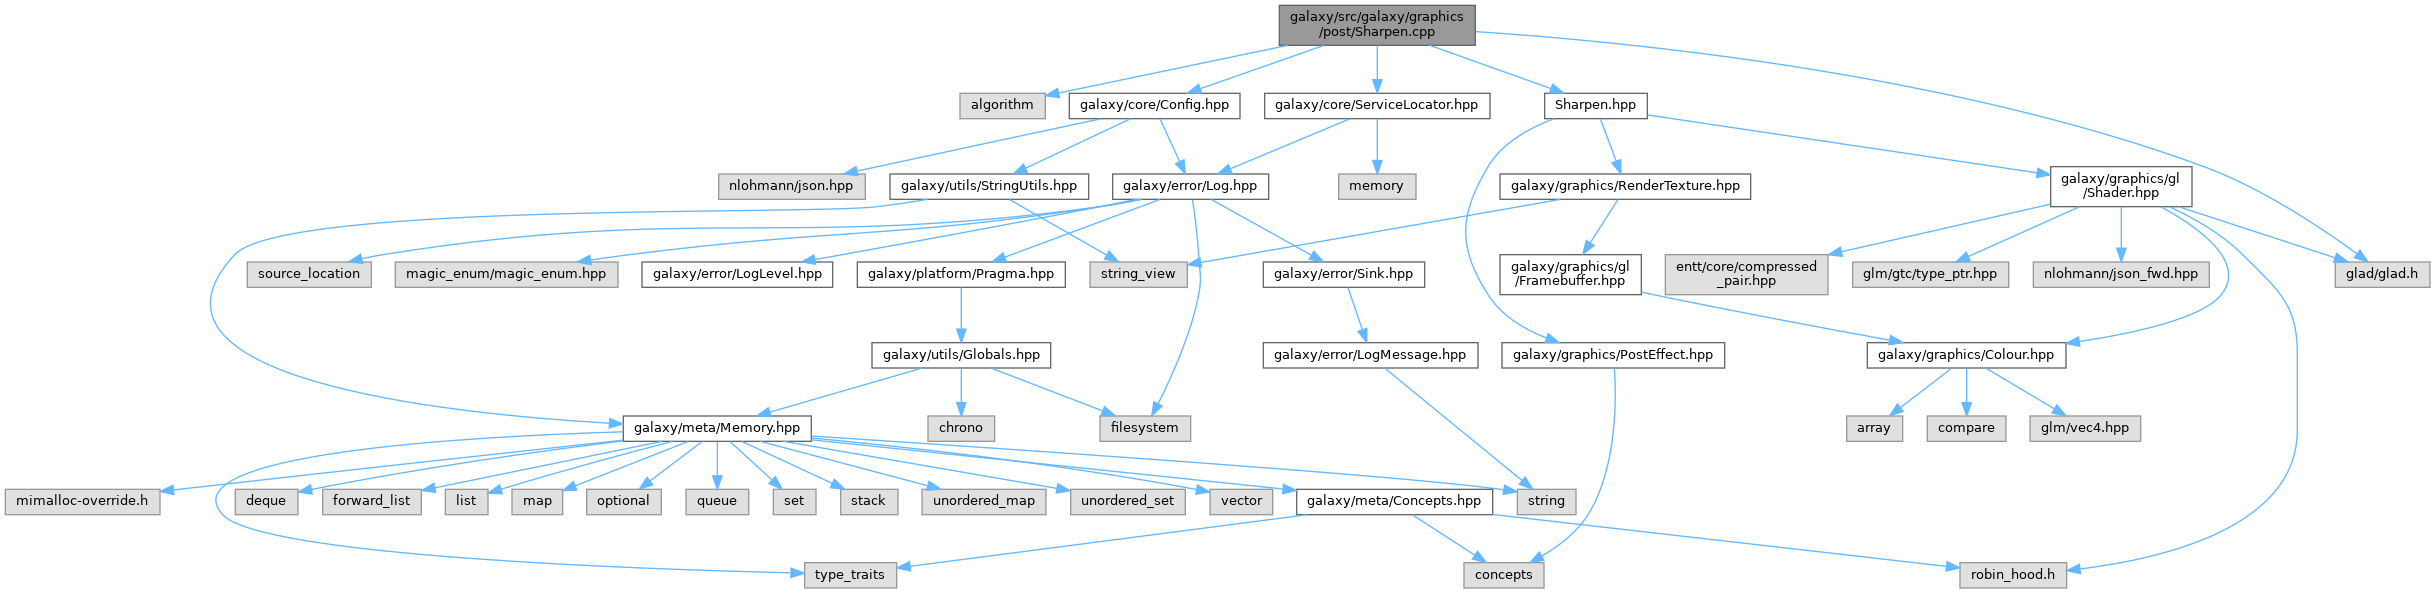 galaxy/src/galaxy/graphics
/post/Sharpen.cpp
algorithm
galaxy/core/Config.hpp
galaxy/core/ServiceLocator.hpp
Sharpen.hpp
nlohmann/json.hpp
galaxy/utils/StringUtils.hpp
galaxy/error/Log.hpp
memory
galaxy/graphics/RenderTexture.hpp
galaxy/graphics/gl
/Shader.hpp
source_location
magic_enum/magic_enum.hpp
galaxy/error/LogLevel.hpp
galaxy/platform/Pragma.hpp
string_view
galaxy/error/Sink.hpp
galaxy/graphics/gl
/Framebuffer.hpp
entt/core/compressed
_pair.hpp
glm/gtc/type_ptr.hpp
nlohmann/json_fwd.hpp
glad/glad.h
galaxy/utils/Globals.hpp
galaxy/error/LogMessage.hpp
galaxy/graphics/PostEffect.hpp
galaxy/graphics/Colour.hpp
galaxy/meta/Memory.hpp
chrono
filesystem
array
compare
glm/vec4.hpp
mimalloc-override.h
deque
forward_list
list
map
optional
queue
set
stack
unordered_map
unordered_set
vector
galaxy/meta/Concepts.hpp
string
type_traits
concepts
robin_hood.h